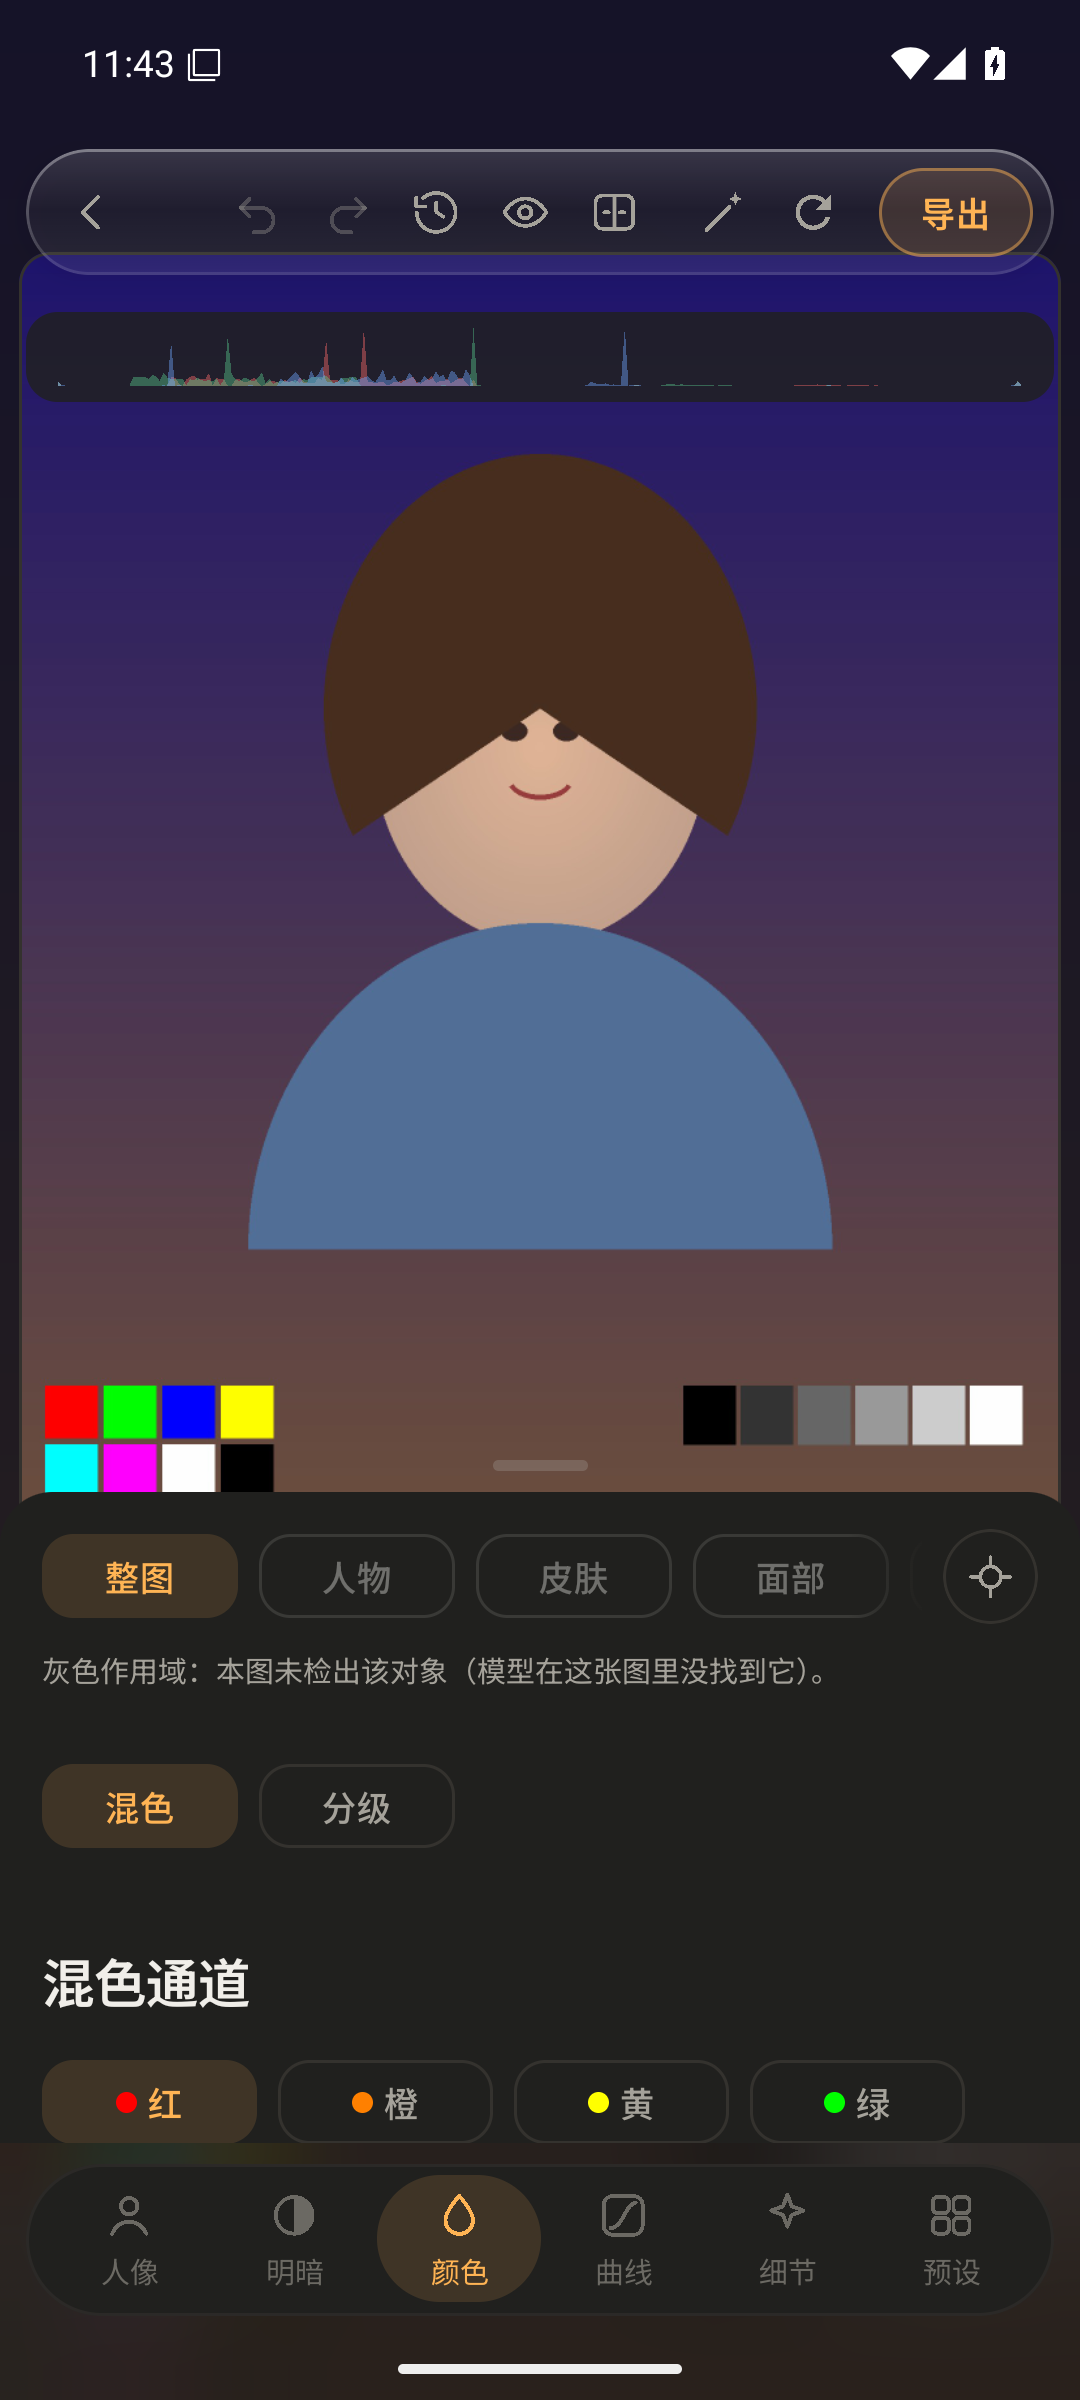 11:43
导出
整图 人物 皮肤 面部
灰色作用域：本图未检出该对象（模型在这张图里没找到它）。
混色 分级
混色通道
红 橙 黄 绿
人像 明暗 颜色 曲线 细节 预设